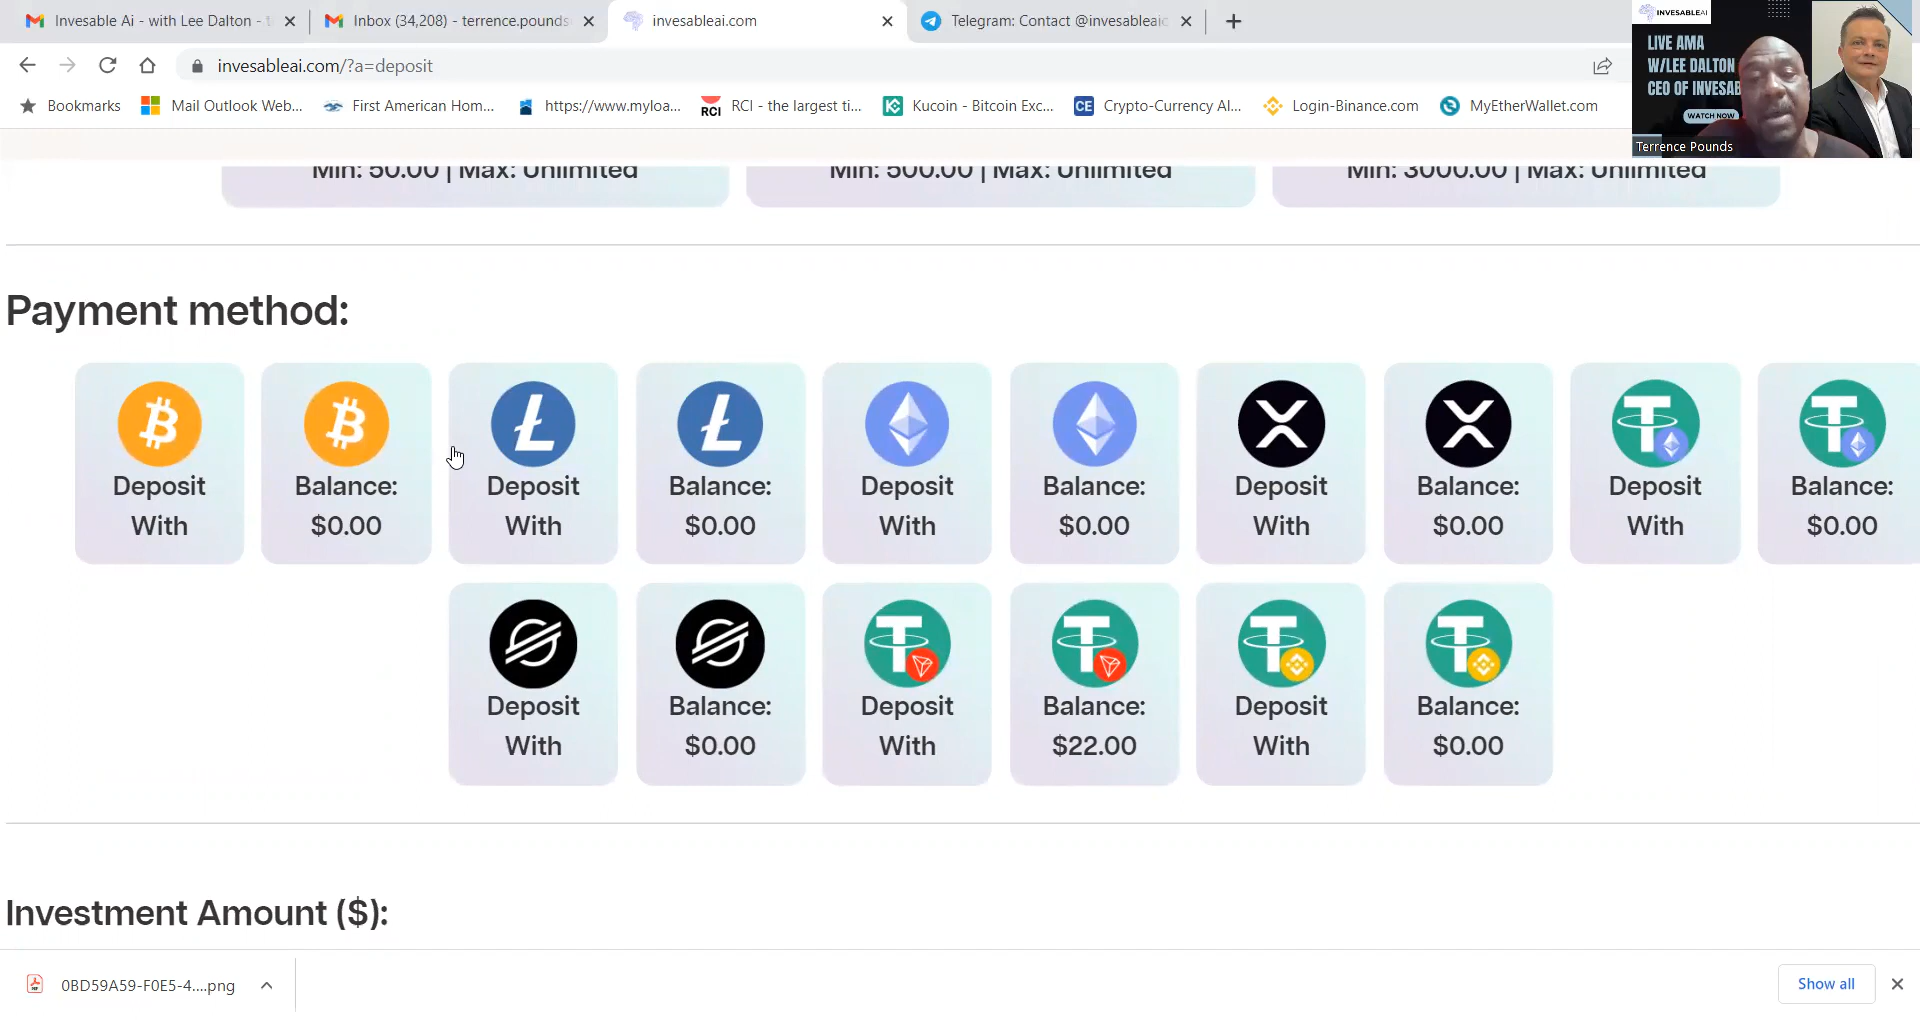 Invesable Ai - with Lee Dalton -
Inbox (34,208) - terrence.pounds
invesableai.com
Telegram: Contact @invesableai
invesableai.com/?a=deposit
Bookmarks
Mail Outlook Web...
First American Hom...
https://www.myloa...
RCI
RCI - the largest ti...
Kucoin - Bitcoin Exc...
CE
Crypto-Currency Al...
Login-Binance.com
MyEtherWallet.com
INVESABLEAI
LIVE AMA
W/LEE DALTON
CEO OF INVESAB
WATCH NOW
Terrence Pounds
Min: 50.00 | Max: Unlimited
Min: 500.00 | Max: Unlimited
Min: 3000.00 | Max: Unlimited
Payment method:
Deposit With
Balance: $0.00
Deposit With
Balance: $0.00
Deposit With
Balance: $0.00
Deposit With
Balance: $0.00
Deposit With
Balance: $0.00
Deposit With
Balance: $0.00
Deposit With
Balance: $22.00
Deposit With
Balance: $0.00
Investment Amount ($):
0BD59A59-F0E5-4....png
Show all